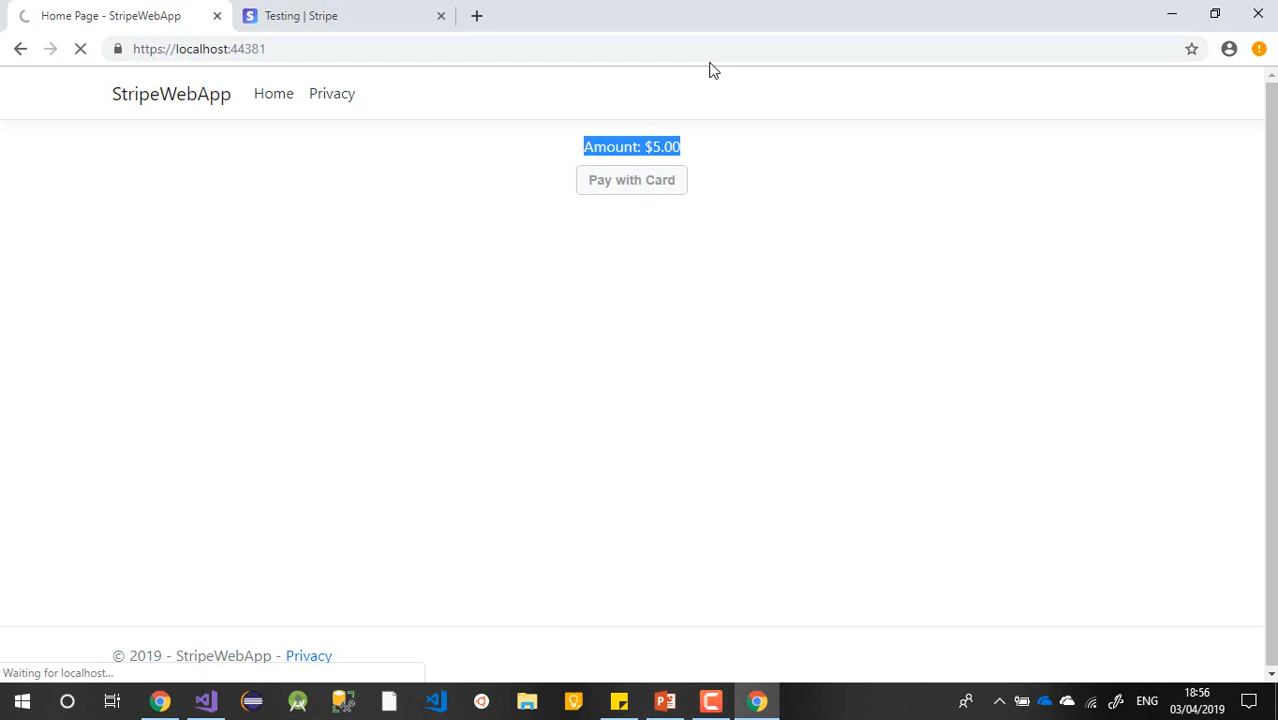 Home Page - StripeWebApp
Testing | Stripe
https://localhost:44381
StripeWebApp Home Privacy
Amount: $5.00
Pay with Card
© 2019 - StripeWebApp - Privacy
Waiting for localhost...
ENG
18:56
03/04/2019